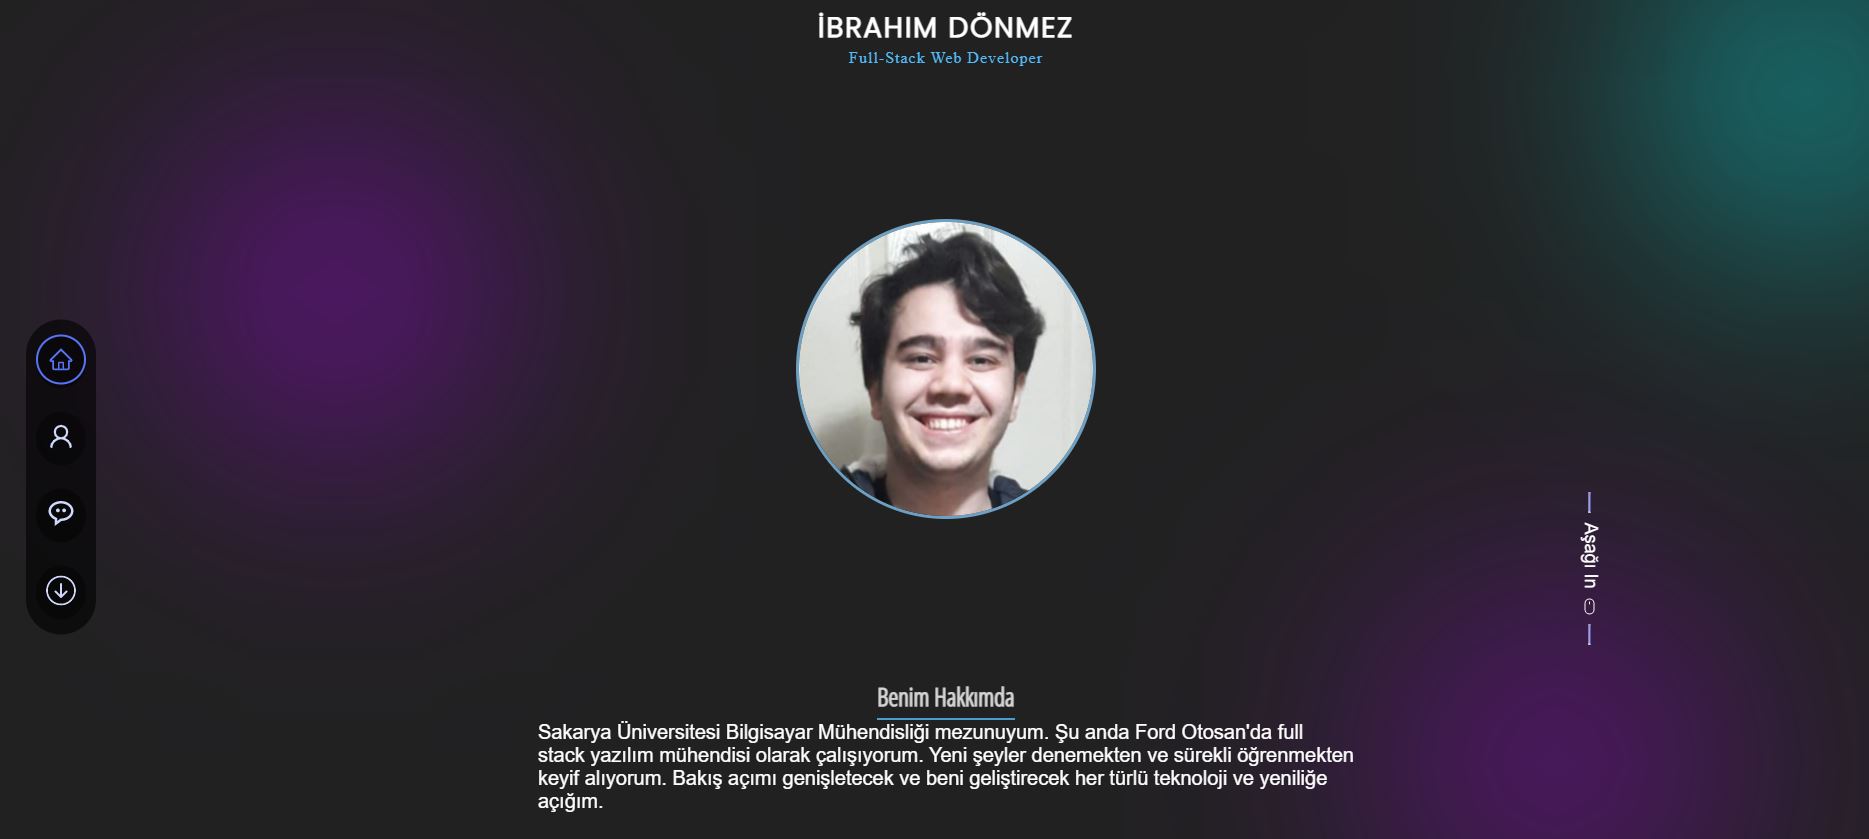 İBRAHIM DÖNMEZ
Full-Stack Web Developer
Aşağı In
Benim Hakkımda
Sakarya Üniversitesi Bilgisayar Mühendisliği mezunuyum. Şu anda Ford Otosan'da full
stack yazılım mühendisi olarak çalışıyorum. Yeni şeyler denemekten ve sürekli öğrenmekten
keyif alıyorum. Bakış açımı genişletecek ve beni geliştirecek her türlü teknoloji ve yeniliğe
açığım.